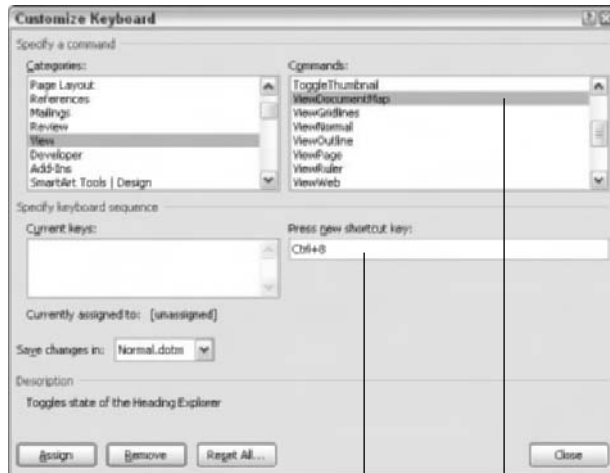 Customize Keyboard
Specify a command
Categories:
Page Layout
References
Mailings
Review
View
Developer
Add-Ins
SmartArt Tools | Design
Commands:
ToggleThumbnail
ViewDocumentMap
ViewGridlines
ViewNormal
ViewOutline
ViewPage
ViewRuler
ViewWeb
Specify keyboard sequence
Current keys:
Press new shortcut key:
Ctrl+8
Currently assigned to: [unassigned]
Save changes in: Normal.dotm
Description
Toggles state of the Heading Explorer
Assign
Remove
Reset All...
Close